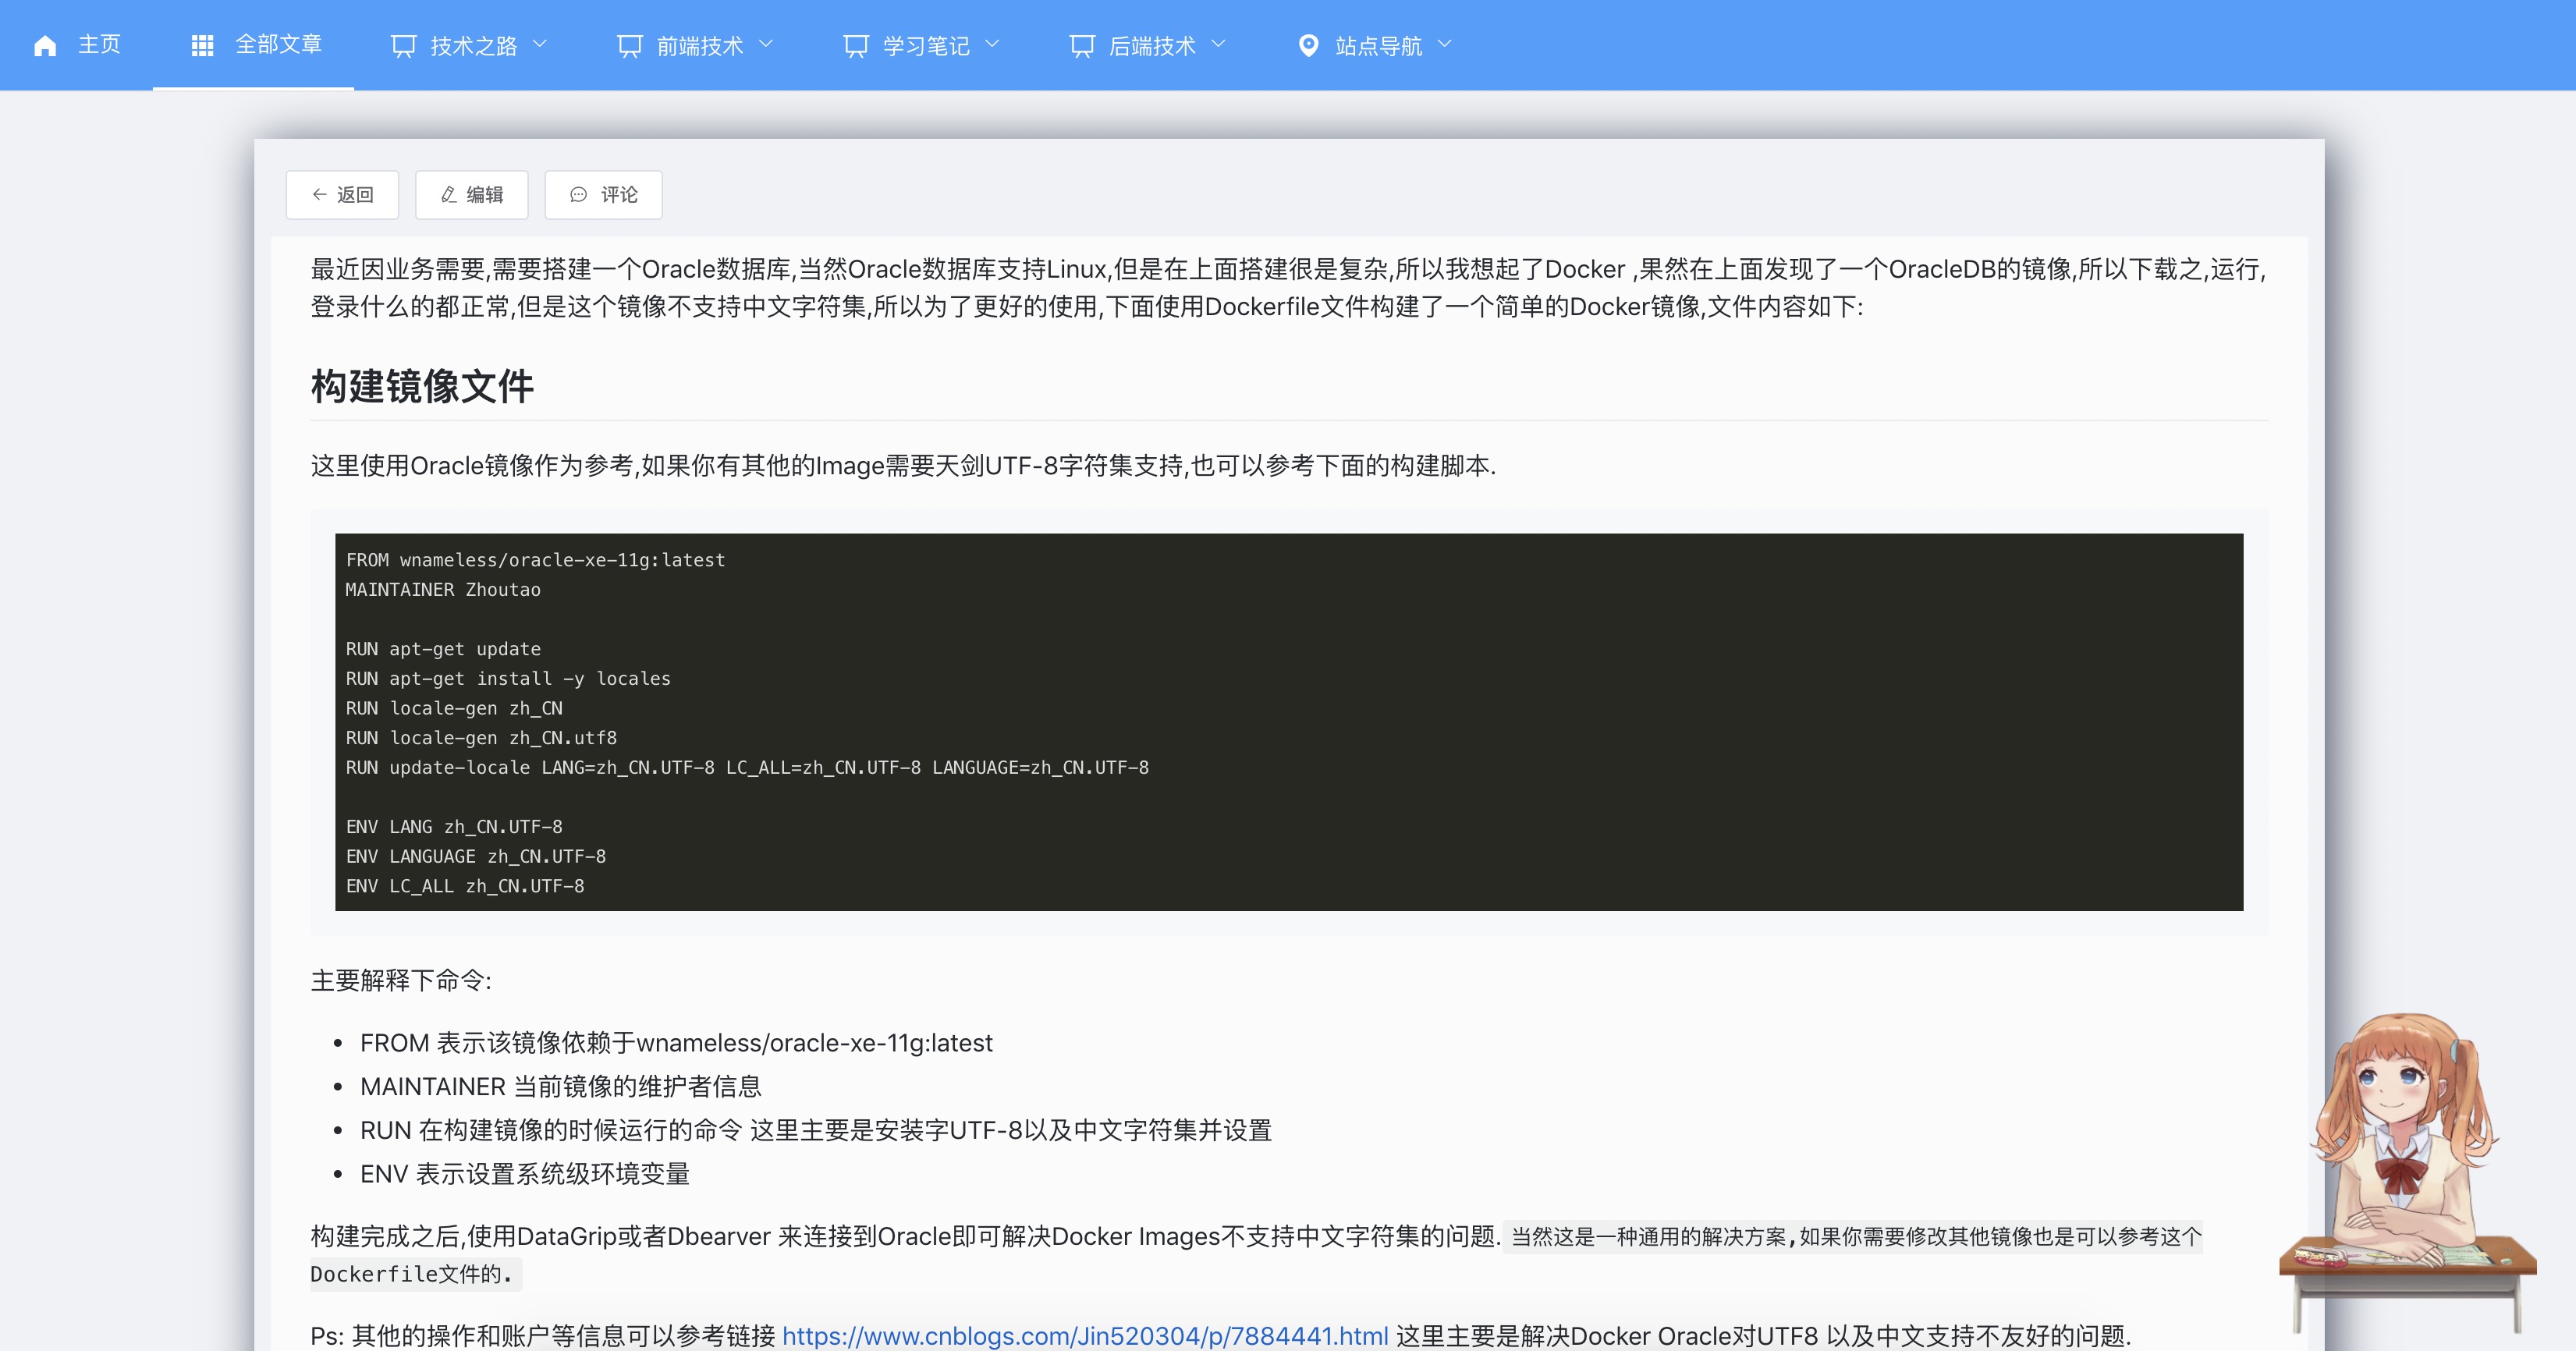 主页 全部文章 技术之路 前端技术 学习笔记 后端技术 站点导航
返回 编辑 评论
最近因业务需要,需要搭建一个Oracle数据库,当然Oracle数据库支持Linux,但是在上面搭建很是复杂,所以我想起了Docker ,果然在上面发现了一个OracleDB的镜像,所以下载之,运行,
登录什么的都正常,但是这个镜像不支持中文字符集,所以为了更好的使用,下面使用Dockerfile文件构建了一个简单的Docker镜像,文件内容如下:
构建镜像文件
这里使用Oracle镜像作为参考,如果你有其他的Image需要天剑UTF-8字符集支持,也可以参考下面的构建脚本.
FROM wnameless/oracle-xe-11g:latest
MAINTAINER Zhoutao
RUN apt-get update
RUN apt-get install -y locales
RUN locale-gen zh_CN
RUN locale-gen zh_CN.utf8
RUN update-locale LANG=zh_CN.UTF-8 LC_ALL=zh_CN.UTF-8 LANGUAGE=zh_CN.UTF-8
ENV LANG zh_CN.UTF-8
ENV LANGUAGE zh_CN.UTF-8
ENV LC_ALL zh_CN.UTF-8
主要解释下命令:
• FROM 表示该镜像依赖于wnameless/oracle-xe-11g:latest
• MAINTAINER 当前镜像的维护者信息
• RUN 在构建镜像的时候运行的命令 这里主要是安装字UTF-8以及中文字符集并设置
• ENV 表示设置系统级环境变量
构建完成之后,使用DataGrip或者Dbearver 来连接到Oracle即可解决Docker Images不支持中文字符集的问题. 当然这是一种通用的解决方案,如果你需要修改其他镜像也是可以参考这个
Dockerfile文件的.
Ps: 其他的操作和账户等信息可以参考链接 https://www.cnblogs.com/Jin520304/p/7884441.html 这里主要是解决Docker Oracle对UTF8 以及中文支持不友好的问题.